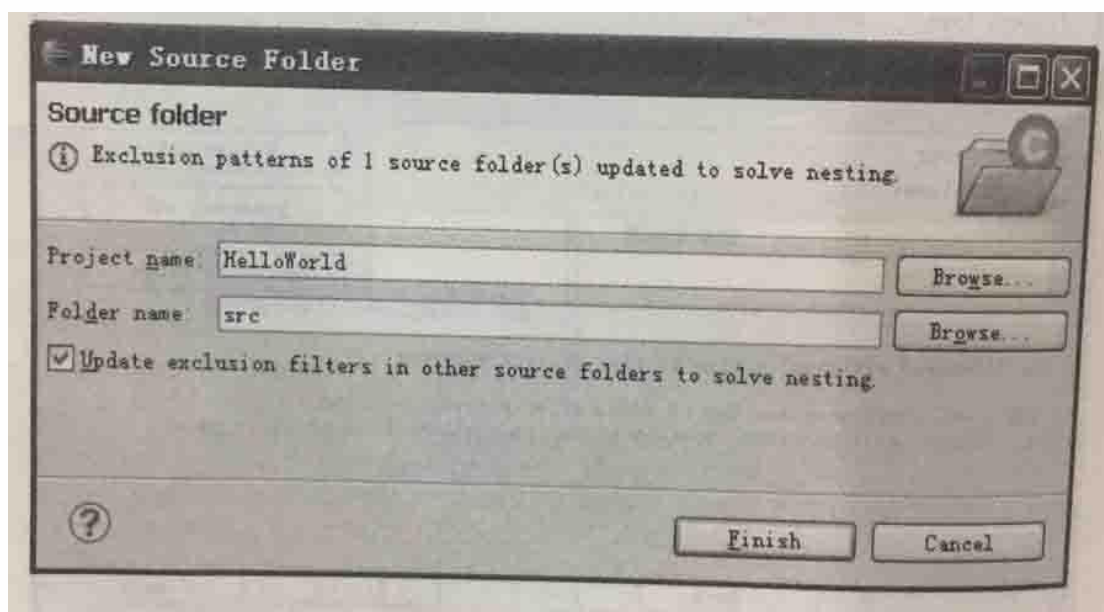 New Source Folder
Source folder
Exclusion patterns of 1 source folder(s) updated to solve nesting.
Project name: HelloWorld Browse...
Folder name: src Browse...
Update exclusion filters in other source folders to solve nesting.
? Finish Cancel